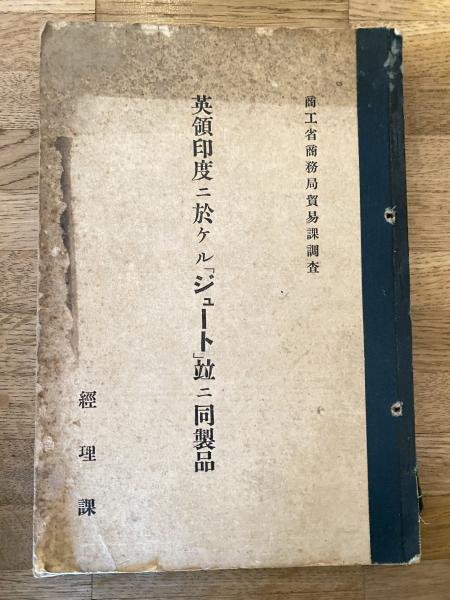 商工省商務局貿易課調査
英領印度ニ於ケル「ジュート」竝ニ同製品
經理課